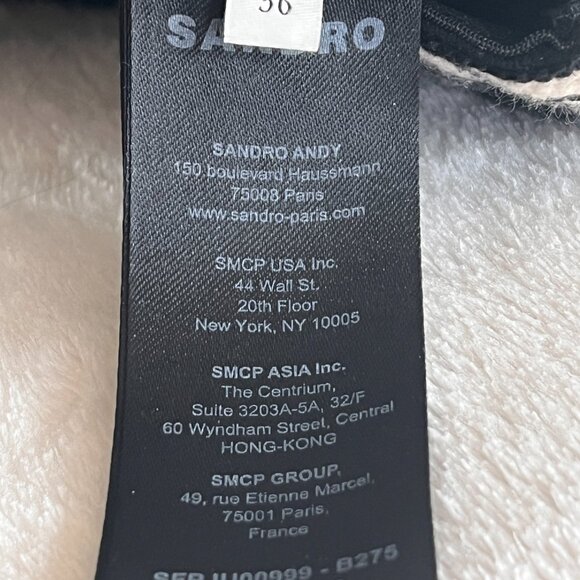 36
SANDRO
SANDRO ANDY
150 boulevard Haussmann
75008 Paris
www.sandro-paris.com
SMCP USA Inc.
44 Wall St.
20th Floor
New York, NY 10005
SMCP ASIA Inc.
The Centrium,
Suite 3203A-5A, 32/F
60 Wyndham Street, Central
HONG-KONG
SMCP GROUP,
49, rue Etienne Marcel,
75001 Paris,
France
- B275